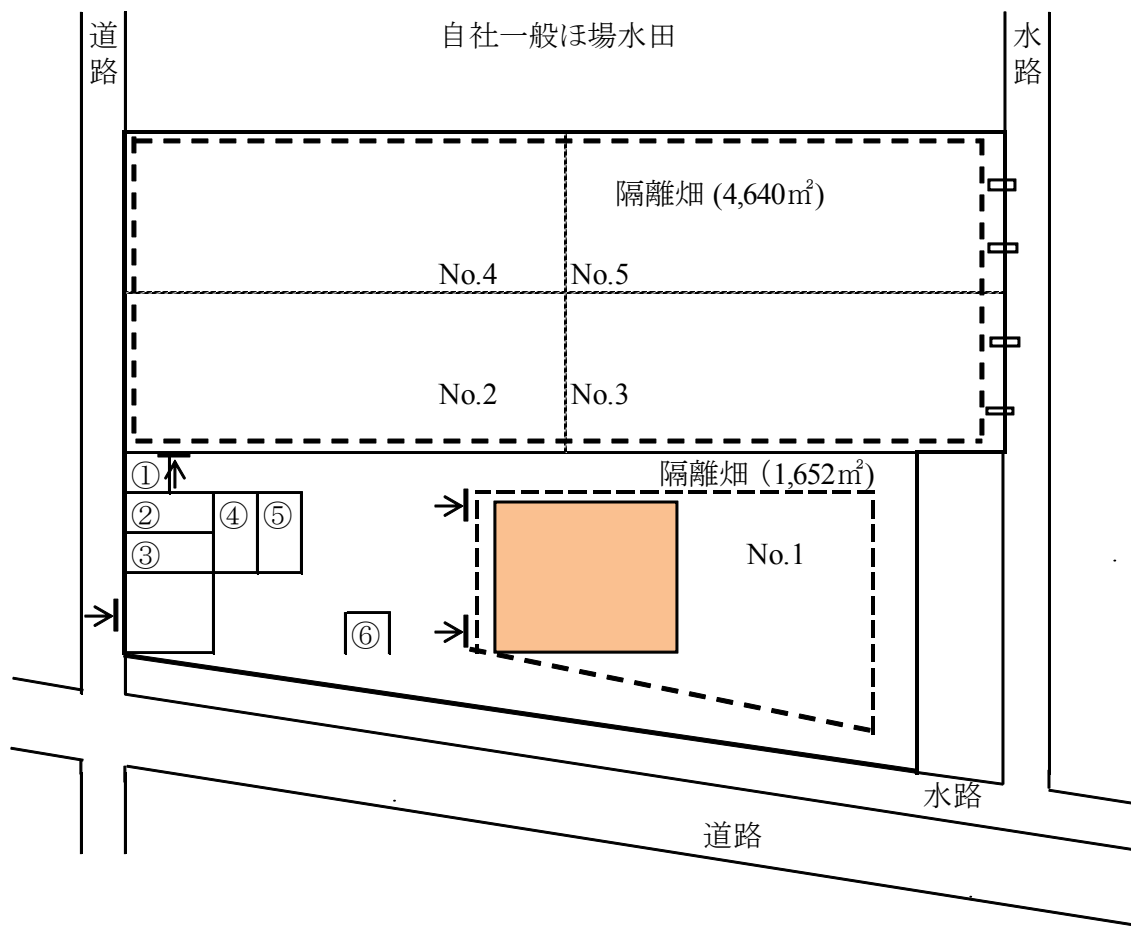 道路
自社一般ほ場水田
水路
隔離畑 (4,640㎡)
No.4
No.5
No.2
No.3
①
隔離畑（1,652㎡）
②
④
⑤
③
No.1
⑥
水路
道路